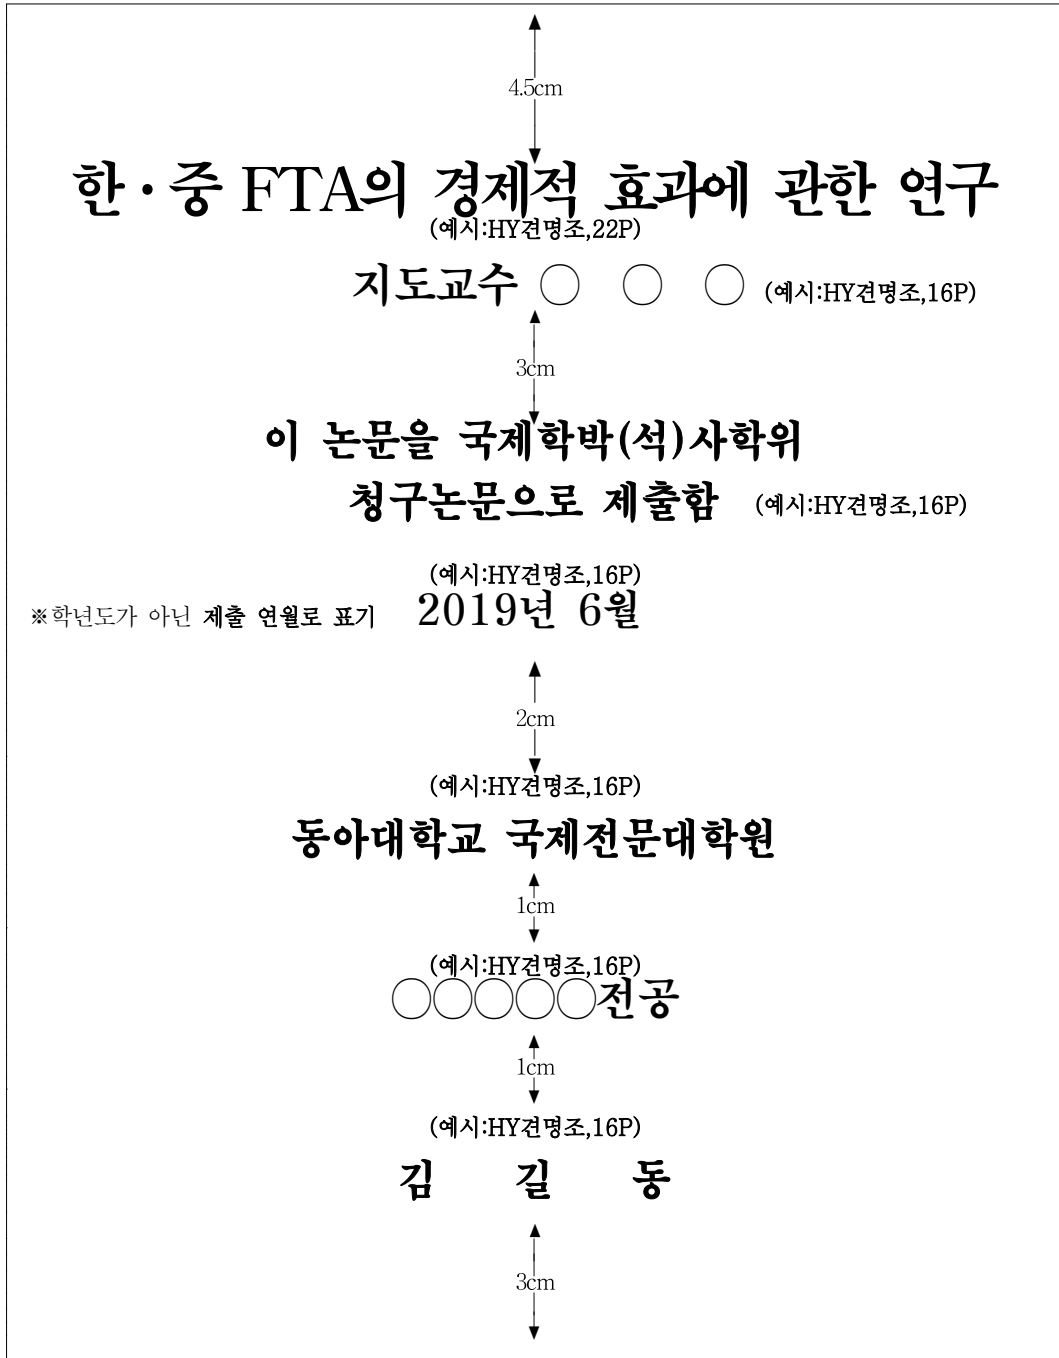 4.5cm
한·중 FTA의 경제적 효과에 관한 연구
(예시:HY견명조,22P)
지도교수 ○ ○ ○ (예시:HY견명조,16P)
3cm
이 논문을 국제학박(석)사학위
청구논문으로 제출함 (예시:HY견명조,16P)
(예시:HY견명조,16P)
※학년도가 아닌 제출 연월로 표기 2019년 6월
2cm
(예시:HY견명조,16P)
동아대학교 국제전문대학원
1cm
(예시:HY견명조,16P)
○○○○○전공
1cm
(예시:HY견명조,16P)
김 길 동
3cm